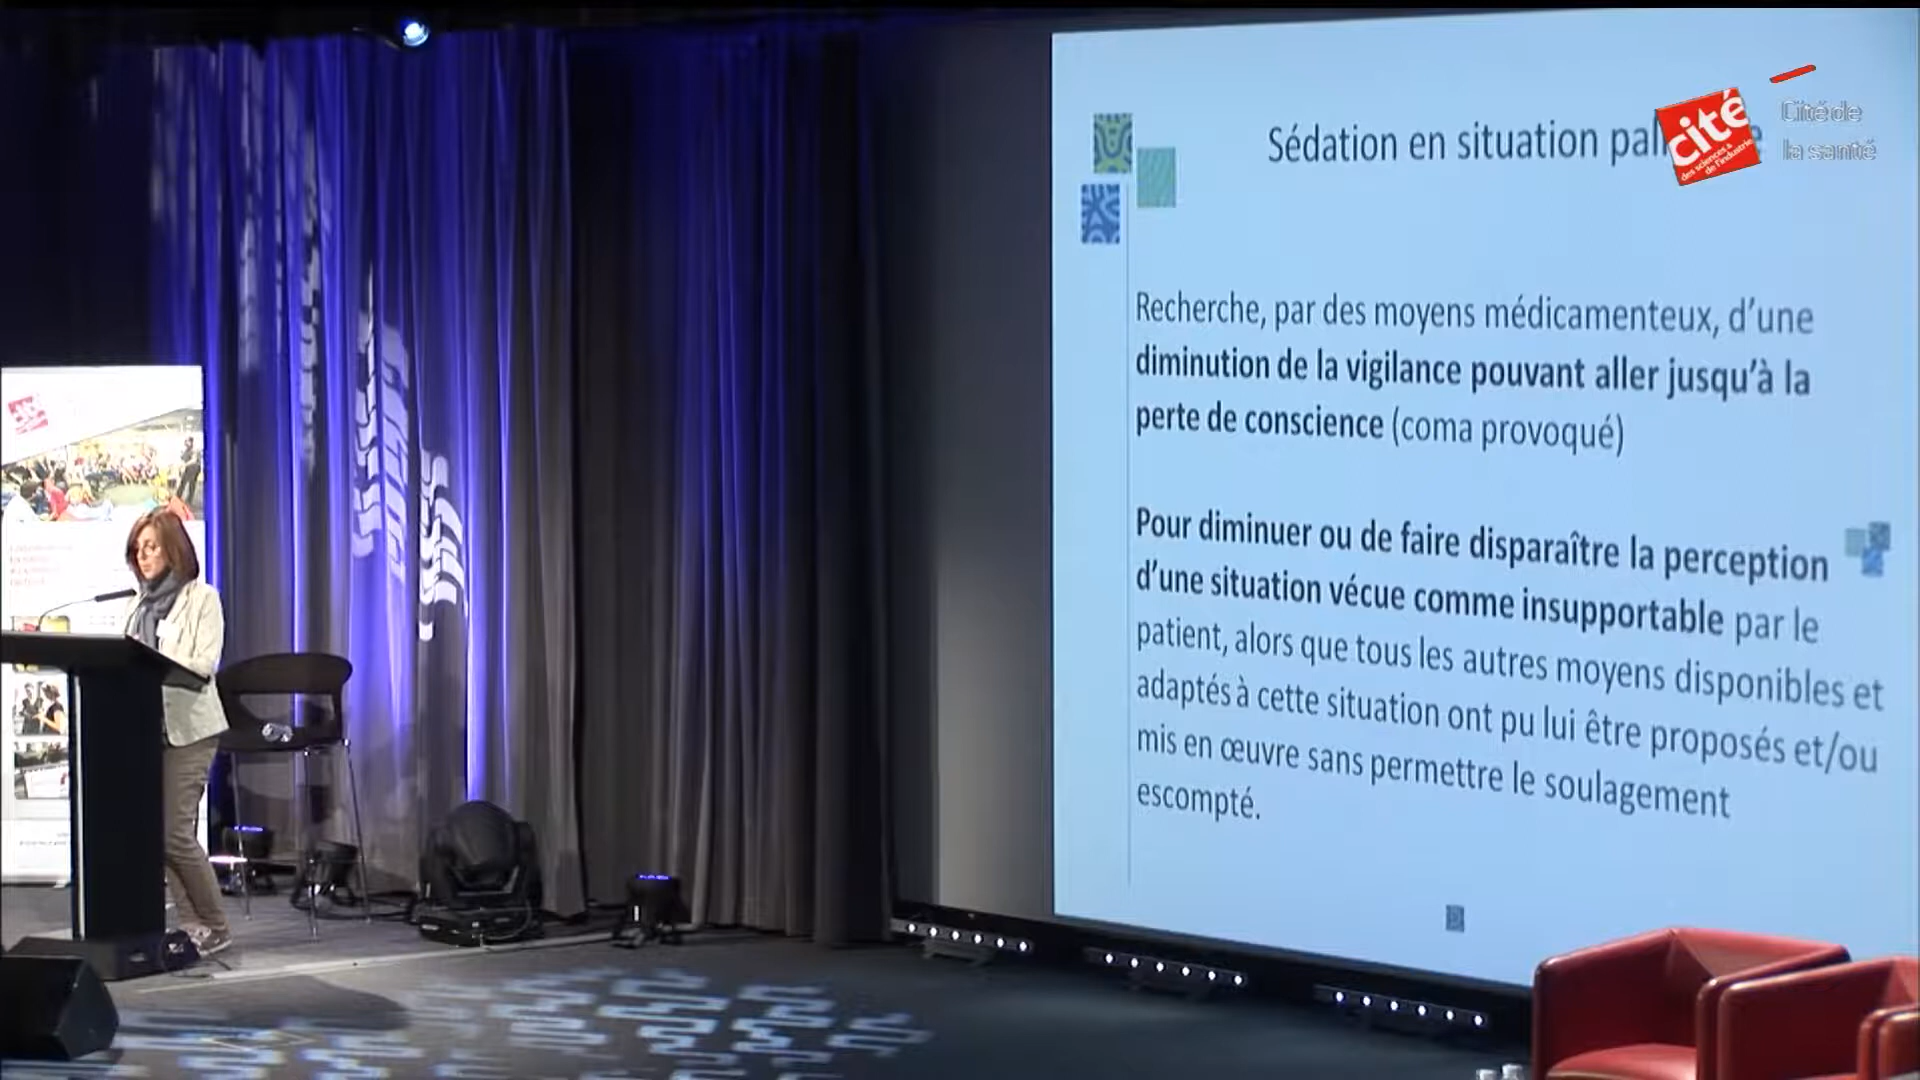 Sédation en situation pal
cité
des sciences &
de l'industrie
Cité de
la santé
Recherche, par des moyens médicamenteux, d’une
diminution de la vigilance pouvant aller jusqu’à la
perte de conscience (coma provoqué)
Pour diminuer ou de faire disparaître la perception
d’une situation vécue comme insupportable par le
patient, alors que tous les autres moyens disponibles et
adaptés à cette situation ont pu lui être proposés et/ou
mis en œuvre sans permettre le soulagement
escompté.